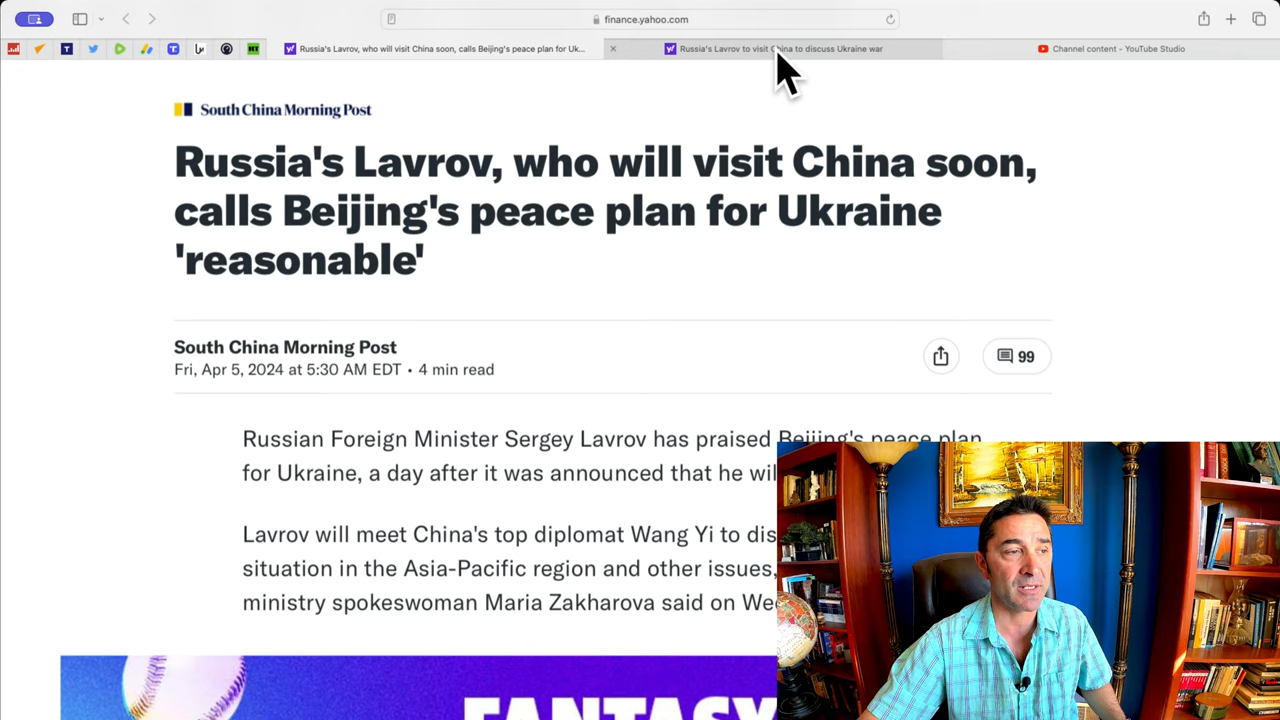 finance.yahoo.com
Russia's Lavrov, who will visit China soon, calls Beijing's peace plan for Uk...
Russia's Lavrov to visit China to discuss Ukraine war
Channel content - YouTube Studio
South China Morning Post
Russia's Lavrov, who will visit China soon,
calls Beijing's peace plan for Ukraine
'reasonable'
South China Morning Post
Fri, Apr 5, 2024 at 5:30 AM EDT • 4 min read
99
Russian Foreign Minister Sergey Lavrov has praised Beijing's peace plan
for Ukraine, a day after it was announced that he wil
Lavrov will meet China's top diplomat Wang Yi to dis
situation in the Asia-Pacific region and other issues,
ministry spokeswoman Maria Zakharova said on We
FANTASY